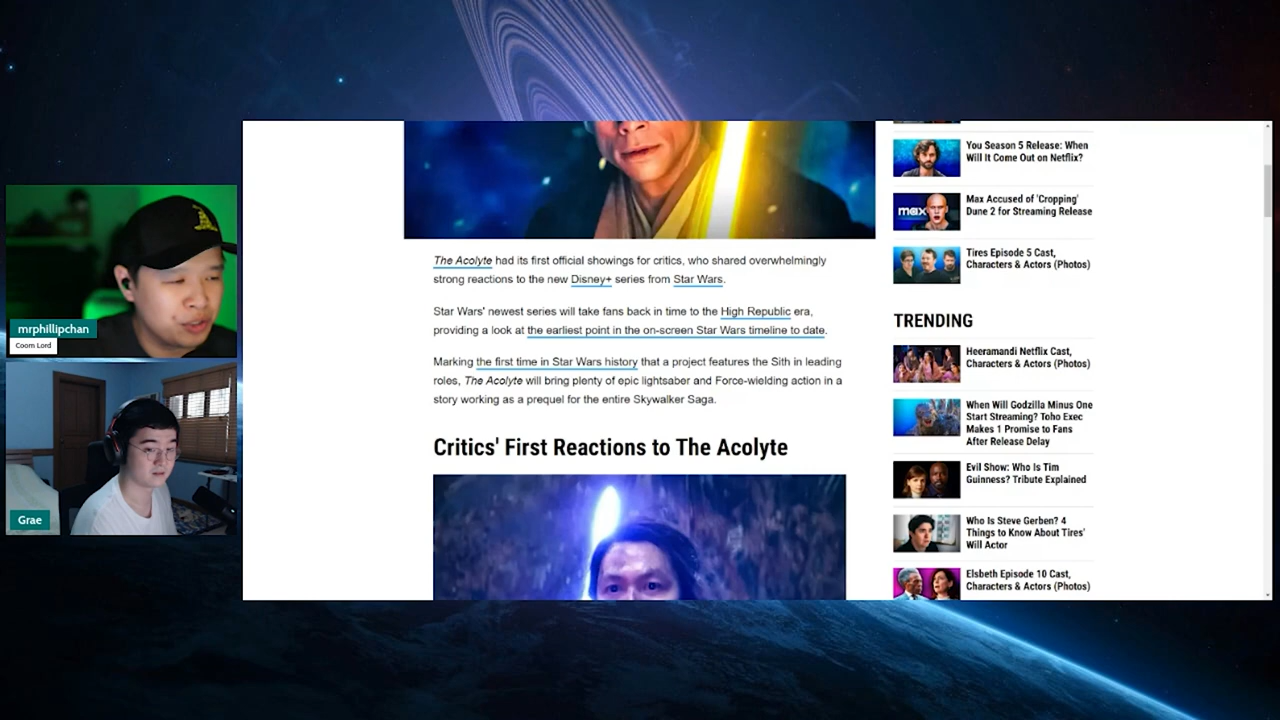 mrphillipchan
Coom Lord
Grae
The Acolyte had its first official showings for critics, who shared overwhelmingly
strong reactions to the new Disney+ series from Star Wars.
Star Wars' newest series will take fans back in time to the High Republic era,
providing a look at the earliest point in the on-screen Star Wars timeline to date.
Marking the first time in Star Wars history that a project features the Sith in leading
roles, The Acolyte will bring plenty of epic lightsaber and Force-wielding action in a
story working as a prequel for the entire Skywalker Saga.
Critics' First Reactions to The Acolyte
You Season 5 Release: When
Will It Come Out on Netflix?
max
Max Accused of 'Cropping'
Dune 2 for Streaming Release
Tires Episode 5 Cast,
Characters & Actors (Photos)
TRENDING
Heeramandi Netflix Cast,
Characters & Actors (Photos)
When Will Godzilla Minus One
Start Streaming? Toho Exec
Makes 1 Promise to Fans
After Release Delay
Evil Show: Who Is Tim
Guinness? Tribute Explained
Who Is Steve Gerben? 4
Things to Know About Tires'
Will Actor
Elsbeth Episode 10 Cast,
Characters & Actors (Photos)